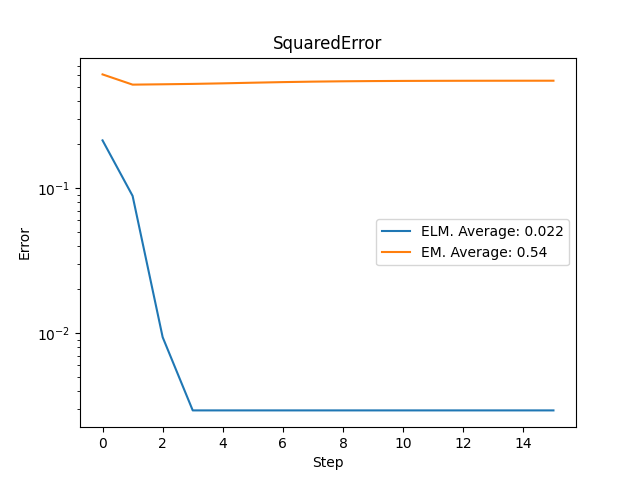 SquaredError
10⁻¹
10⁻²
Error
ELM. Average: 0.022
EM. Average: 0.54
0 2 4 6 8 10 12 14
Step